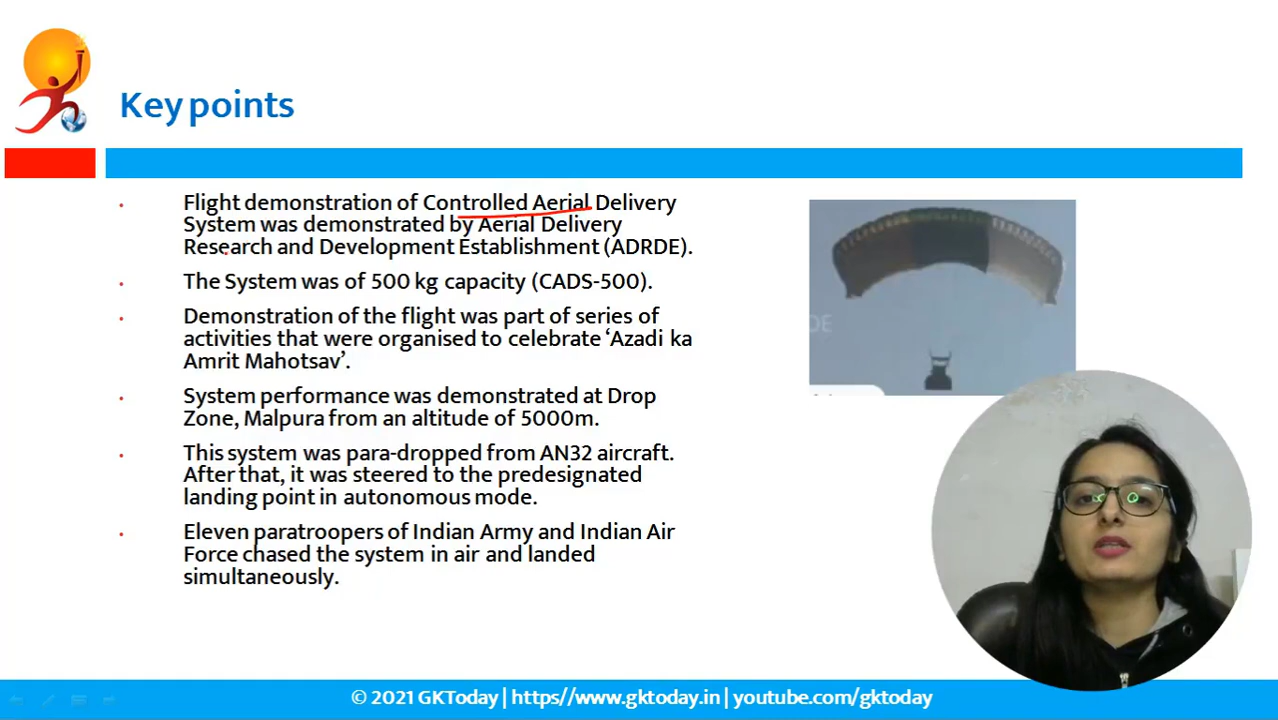 Key points
Flight demonstration of Controlled Aerial Delivery
System was demonstrated by Aerial Delivery
Research and Development Establishment (ADRDE).
The System was of 500 kg capacity (CADS-500).
Demonstration of the flight was part of series of
activities that were organised to celebrate ‘Azadi ka
Amrit Mahotsav’.
System performance was demonstrated at Drop
Zone, Malpura from an altitude of 5000m.
This system was para-dropped from AN32 aircraft.
After that, it was steered to the predesignated
landing point in autonomous mode.
Eleven paratroopers of Indian Army and Indian Air
Force chased the system in air and landed
simultaneously.
© 2021 GKToday | https//www.gktoday.in | youtube.com/gktoday